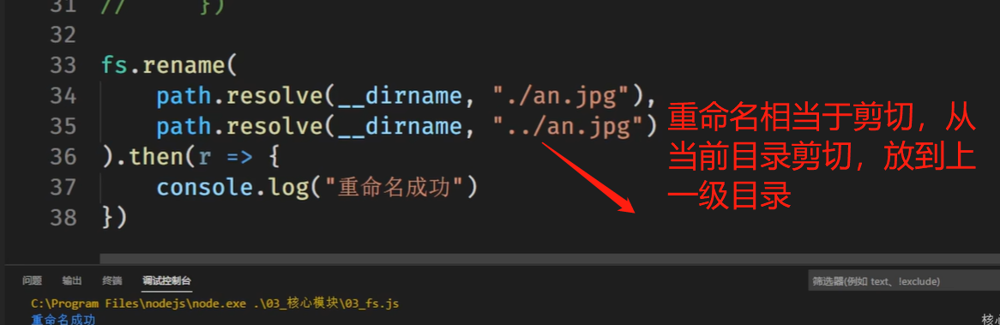 31 //      })
32
33 fs.rename(
34     path.resolve(__dirname, "./an.jpg"),
35     path.resolve(__dirname, "../an.jpg")
36 ).then(r => {
37     console.log("重命名成功")
38 })
重命名相当于剪切，从
当前目录剪切，放到上
一级目录
问题 输出 终端 调试控制台
筛选器(例如 text、!exclude)
C:\Program Files\nodejs\node.exe .\03_核心模块\03_fs.js
重命名成功